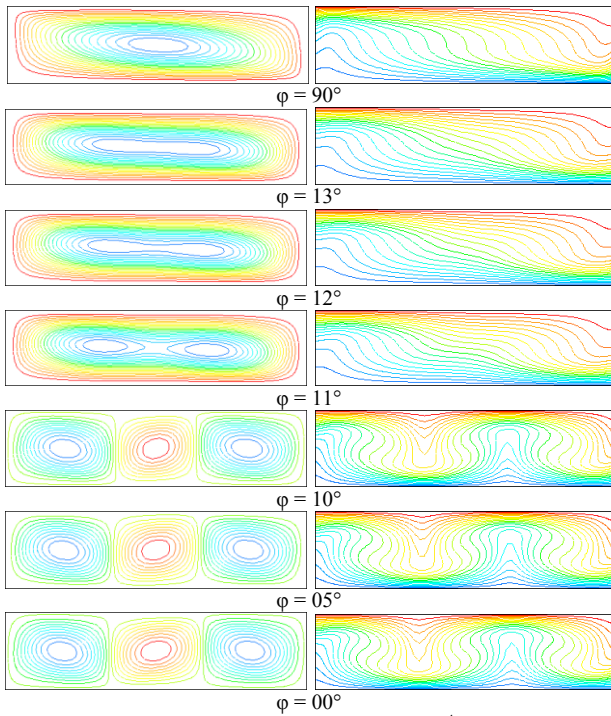 φ = 90°
φ = 13°
φ = 12°
φ = 11°
φ = 10°
φ = 05°
φ = 00°